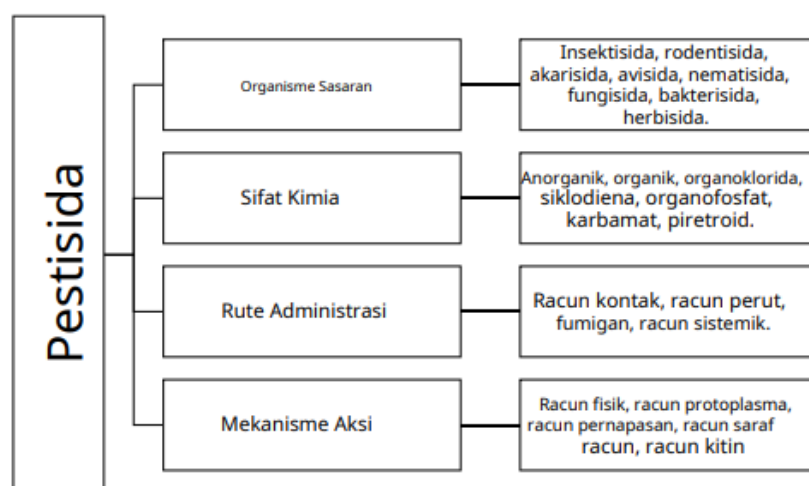 Pestisida
Organisme Sasaran
Insektisida, rodentisida,
akarisida, avisida, nematisida,
fungisida, bakterisida,
herbisida.
Sifat Kimia
Anorganik, organik, organoklorida,
siklodiena, organofosfat,
karbamat, piretroid.
Rute Administrasi
Racun kontak, racun perut,
fumigan, racun sistemik.
Mekanisme Aksi
Racun fisik, racun protoplasma,
racun pernapasan, racun saraf
racun, racun kitin